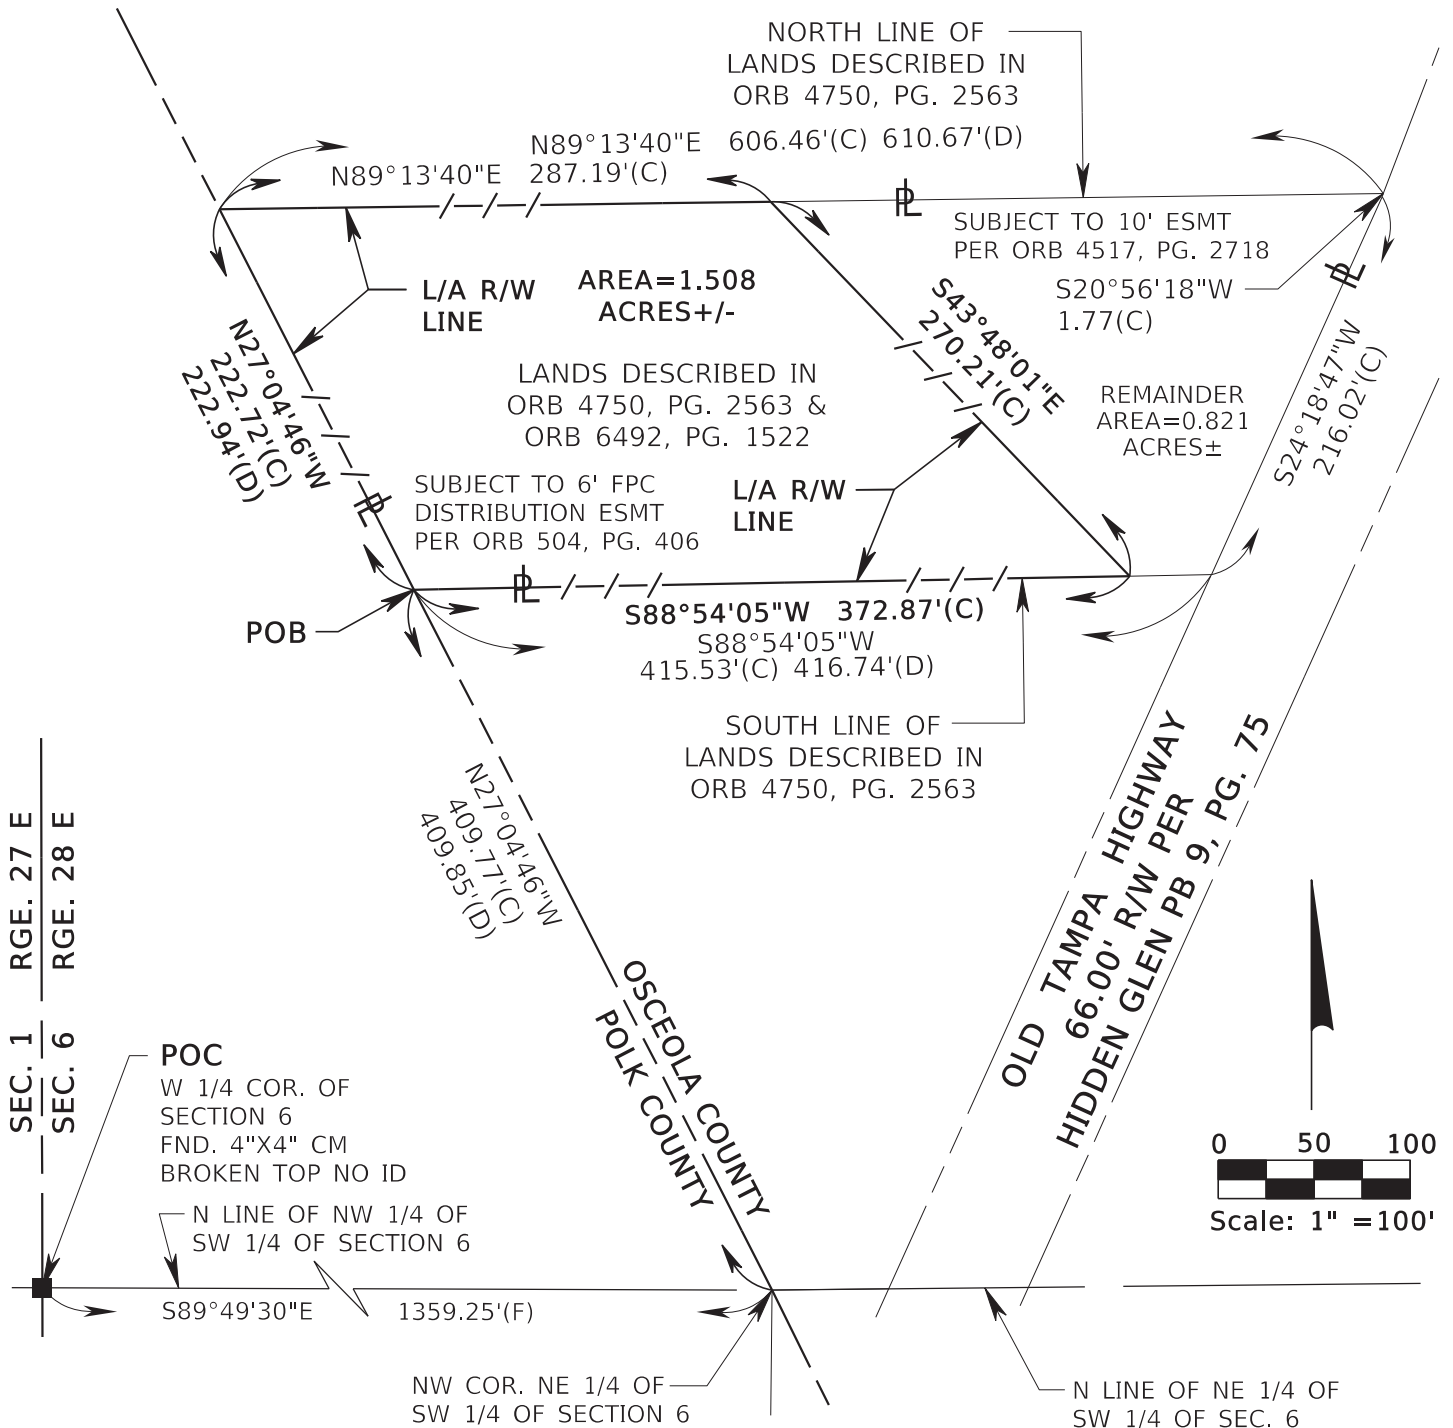 NORTH LINE OF
LANDS DESCRIBED IN
ORB 4750, PG. 2563
N89°13'40"E 606.46'(C) 610.67'(D)
N89°13'40"E 287.19'(C)
SUBJECT TO 10' ESMT
PER ORB 4517, PG. 2718
S20°56'18"W
1.77(C)
L/A R/W
LINE
AREA=1.508
ACRES+/-
S43°48'01"E
270.21'(C)
S24°18'47"W
216.02'(C)
N27°04'46"W
222.72'(C)
222.94'(D)
LANDS DESCRIBED IN
ORB 4750, PG. 2563 &
ORB 6492, PG. 1522
REMAINDER
AREA=0.821
ACRES±
SUBJECT TO 6' FPC
DISTRIBUTION ESMT
PER ORB 504, PG. 406
L/A R/W
LINE
PL
PL
PL
PL
POB
S88°54'05"W 372.87'(C)
S88°54'05"W
415.53'(C) 416.74'(D)
SOUTH LINE OF
LANDS DESCRIBED IN
ORB 4750, PG. 2563
N27°04'46"W
409.77'(C)
409.85'(D)
OLD TAMPA HIGHWAY
66.00' R/W PER
HIDDEN GLEN PB 9, PG. 75
SEC. 1 RGE. 27 E
SEC. 6 RGE. 28 E
OSCEOLA COUNTY
POLK COUNTY
POC
W 1/4 COR. OF
SECTION 6
FND. 4"X4" CM
BROKEN TOP NO ID
N LINE OF NW 1/4 OF
SW 1/4 OF SECTION 6
0 50 100
Scale: 1" =100'
S89°49'30"E 1359.25'(F)
NW COR. NE 1/4 OF
SW 1/4 OF SECTION 6
N LINE OF NE 1/4 OF
SW 1/4 OF SEC. 6